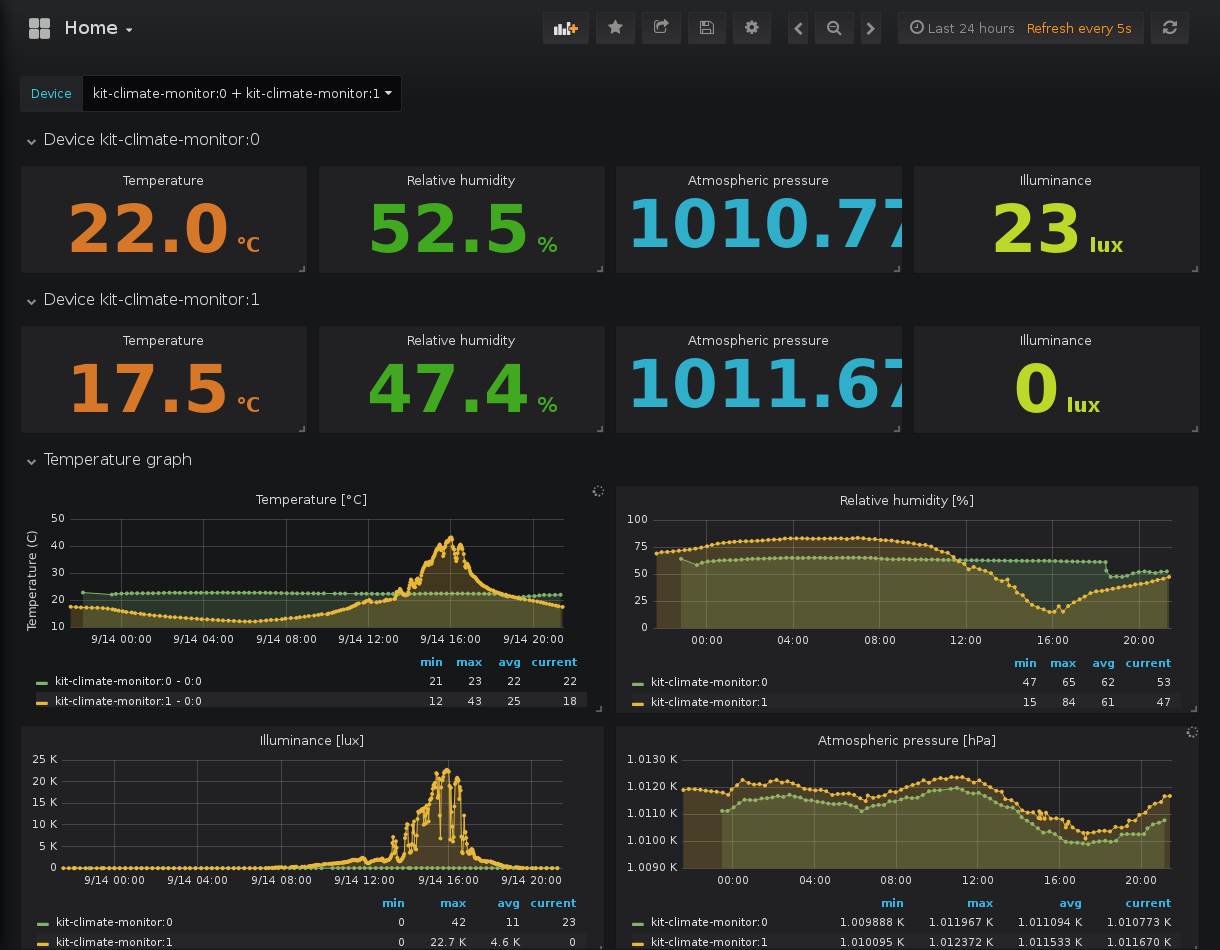 Home
Last 24 hours Refresh every 5s
Device kit-climate-monitor:0 + kit-climate-monitor:1
Device kit-climate-monitor:0
Temperature Relative humidity Atmospheric pressure Illuminance
22.0 °C 52.5 % 1010.77 23 lux
Device kit-climate-monitor:1
Temperature Relative humidity Atmospheric pressure Illuminance
17.5 °C 47.4 % 1011.67 0 lux
Temperature graph
Temperature [°C]
Temperature (C)
50
40
30
20
10
9/14 00:00 9/14 04:00 9/14 08:00 9/14 12:00 9/14 16:00 9/14 20:00
min max avg current
kit-climate-monitor:0 - 0:0 21 23 22 22
kit-climate-monitor:1 - 0:0 12 43 25 18
Relative humidity [%]
100
75
50
25
0
00:00 04:00 08:00 12:00 16:00 20:00
min max avg current
kit-climate-monitor:0 47 65 62 53
kit-climate-monitor:1 15 84 61 47
Illuminance [lux]
25 K
20 K
15 K
10 K
5 K
0
9/14 00:00 9/14 04:00 9/14 08:00 9/14 12:00 9/14 16:00 9/14 20:00
min max avg current
kit-climate-monitor:0 0 42 11 23
kit-climate-monitor:1 0 22.7 K 4.6 K 0
Atmospheric pressure [hPa]
1.0130 K
1.0120 K
1.0110 K
1.0100 K
1.0090 K
00:00 04:00 08:00 12:00 16:00 20:00
min max avg current
kit-climate-monitor:0 1.009888 K 1.011967 K 1.011094 K 1.010773 K
kit-climate-monitor:1 1.010095 K 1.012372 K 1.011533 K 1.011670 K